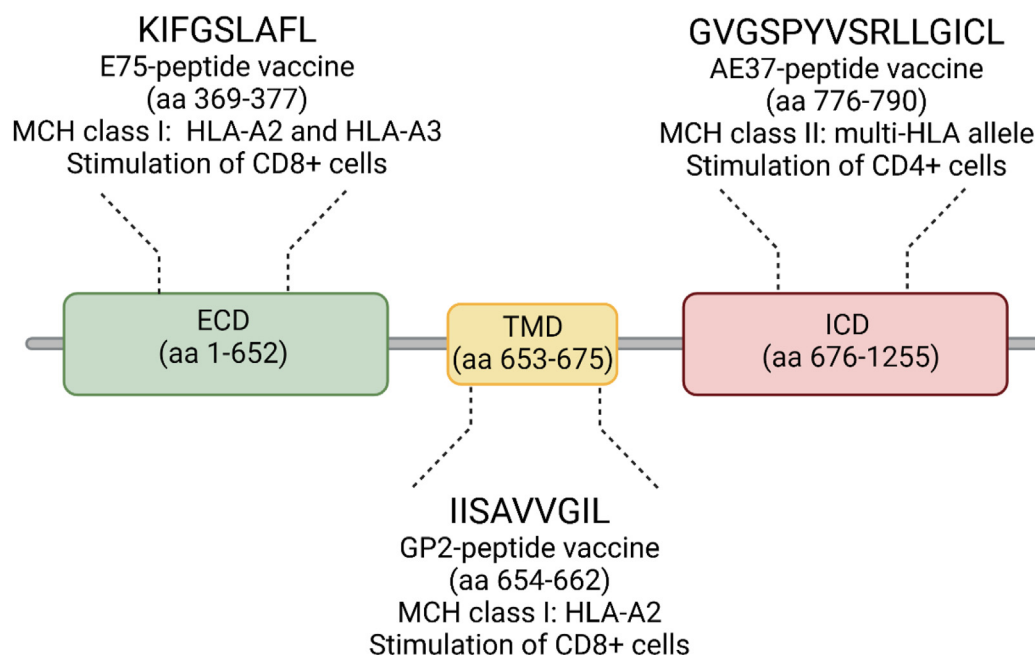 KIFGSLAFL
E75-peptide vaccine
(aa 369-377)
MCH class I:  HLA-A2 and HLA-A3
Stimulation of CD8+ cells
GVGSPYVSRLLGICL
AE37-peptide vaccine
(aa 776-790)
MCH class II: multi-HLA allele
Stimulation of CD4+ cells
ECD
(aa 1-652)
TMD
(aa 653-675)
ICD
(aa 676-1255)
IISAVVGIL
GP2-peptide vaccine
(aa 654-662)
MCH class I: HLA-A2
Stimulation of CD8+ cells